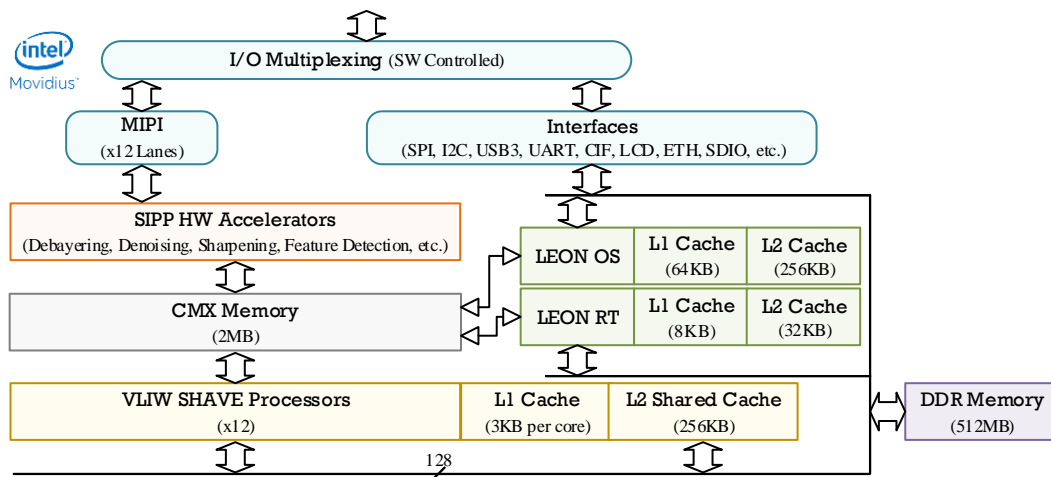 intel
Movidius
I/O Multiplexing (SW Controlled)
MIPI
(x12 Lanes)
Interfaces
(SPI, I2C, USB3, UART, CIF, LCD, ETH, SDIO, etc.)
SIPP HW Accelerators
(Debayering, Denoising, Sharpening, Feature Detection, etc.)
LEON OS
L1 Cache
(64KB)
L2 Cache
(256KB)
CMX Memory
(2MB)
LEON RT
L1 Cache
(8KB)
L2 Cache
(32KB)
VLIW SHAVE Processors
(x12)
L1 Cache
(3KB per core)
L2 Shared Cache
(256KB)
DDR Memory
(512MB)
128